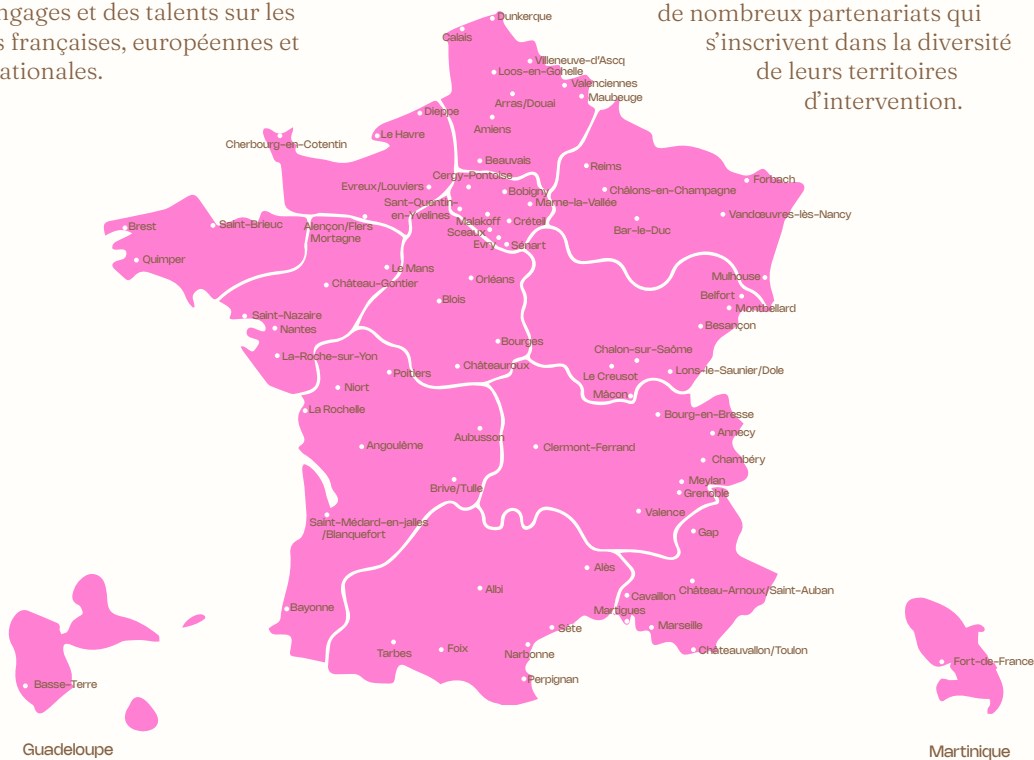 ngages et des talents sur les
s françaises, européennes et
ationales.
de nombreux partenariats qui
s’inscrivent dans la diversité
de leurs territoires
d’intervention.
Dunkerque
Calais
Villeneuve-d’Ascq
Loos-en-Gohelle
Valenciennes
Maubeuge
Arras/Douai
Dieppe
Amiens
Le Havre
Cherbourg-en-Cotentin
Beauvais
Reims
Cergy-Pontoise
Forbach
Evreux/Louviers
Bobigny
Châlons-en-Champagne
Sant-Quentin-
en-Yvelines
Marne-la-Vallée
Vandœuvres-lès-Nancy
Malakoff
Créteil
Brest
Saint-Brieuc
Alençon/Flers
Mortagne
Sceaux
Bar-le-Duc
Evry
Sénart
Quimper
Le Mans
Orléans
Mulhouse
Château-Gontier
Belfort
Blois
Montbellard
Saint-Nazaire
Nantes
Besançon
Bourges
Chalon-sur-Saôme
La-Roche-sur-Yon
Châteauroux
Le Creusot
Lons-le-Saunier/Dole
Poitiers
Niort
Mâcon
La Rochelle
Bourg-en-Bresse
Aubusson
Annecy
Angoulême
Clermont-Ferrand
Chambéry
Meylan
Brive/Tulle
Grenoble
Valence
Saint-Médard-en-jalles
/Blanquefort
Gap
Alès
Albi
Château-Arnoux/Saint-Auban
Cavaillon
Bayonne
Martigues
Sète
Marseille
Foix
Tarbes
Narbonne
Châteauvallon/Toulon
Perpignan
Basse-Terre
Fort-de-France
Guadeloupe
Martinique